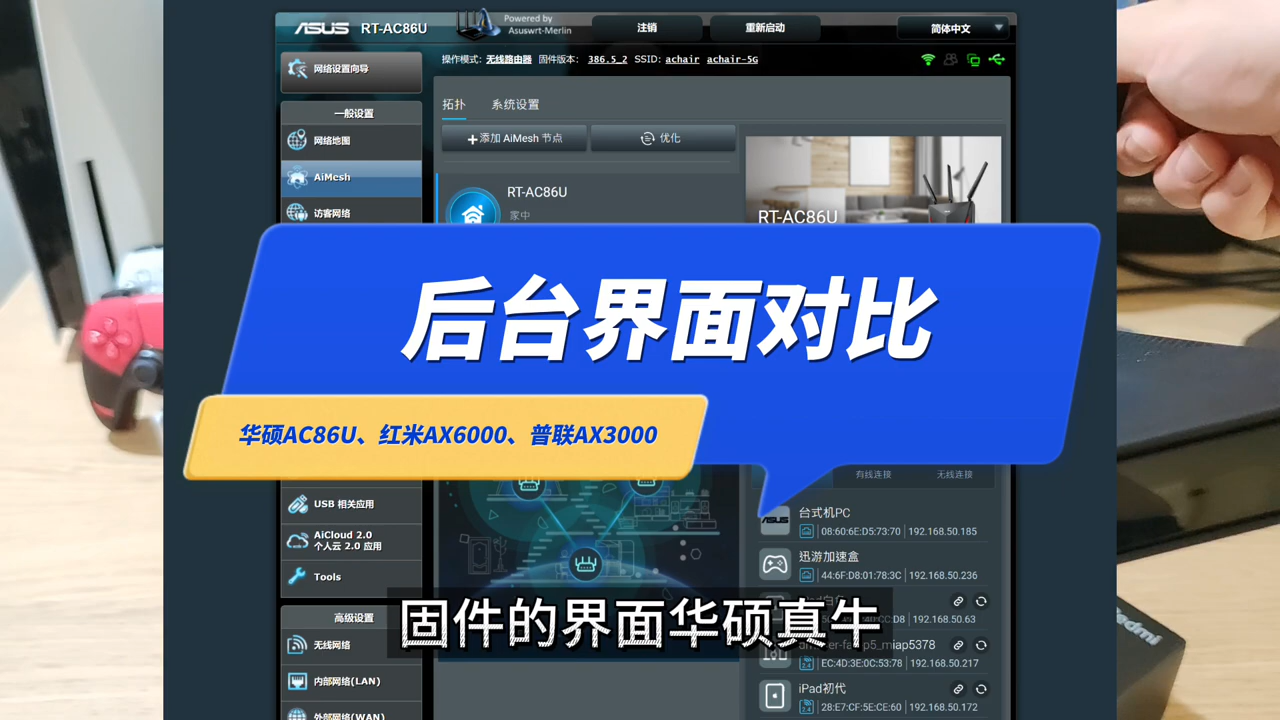 ASUS RT-AC86U
Powered by
Asuswrt-Merlin
注销
重新启动
简体中文
操作模式: 无线路由器 固件版本: 386.5_2 SSID: achair achair-5G
网络设置向导
一般设置
网络地图
AiMesh
访客网络
拓扑 系统设置
+添加 AiMesh 节点
优化
RT-AC86U
家中
RT-AC86U
后台界面对比
华硕AC86U、红米AX6000、普联AX3000
有线连接 无线连接
USB 相关应用
AiCloud 2.0
个人云 2.0 应用
Tools
高级设置
无线网络
内部网络(LAN)
外部网络(WAN)
ASUS
台式机PC
08:60:6E:D5:73:70 192.168.50.185
迅游加速盒
44:6F:D8:01:78:3C 192.168.50.236
192.168.50.63
p5_miap5378
2.4 EC:4D:3E:0C:53:78 192.168.50.217
iPad初代
2.4 28:E7:CF:5E:CE:60 192.168.50.172
固件的界面华硕真牛